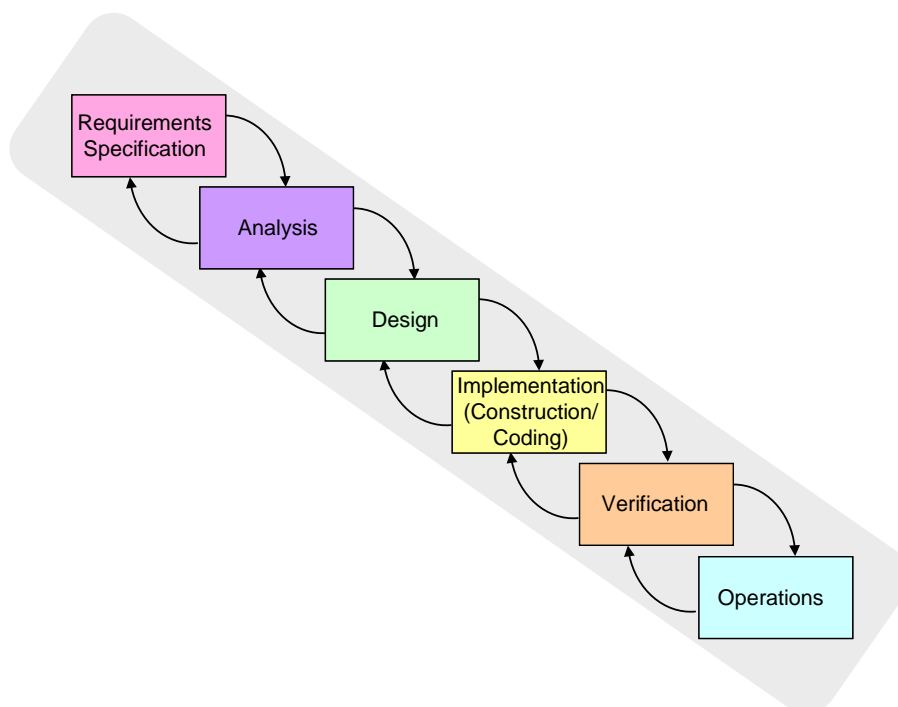 Requirements
Specification
Analysis
Design
Implementation
(Construction/
Coding)
Verification
Operations